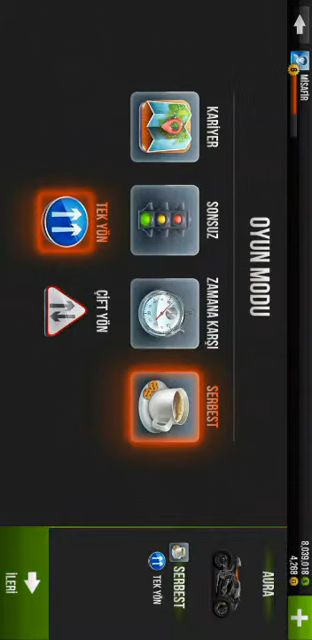 MİSAFİR
6
8,039,018
4,268
OYUN MODU
KARİYER
SONSUZ
ZAMANA KARŞI
SERBEST
TEK YÖN
ÇİFT YÖN
AURA
SERBEST
TEK YÖN
İLERİ